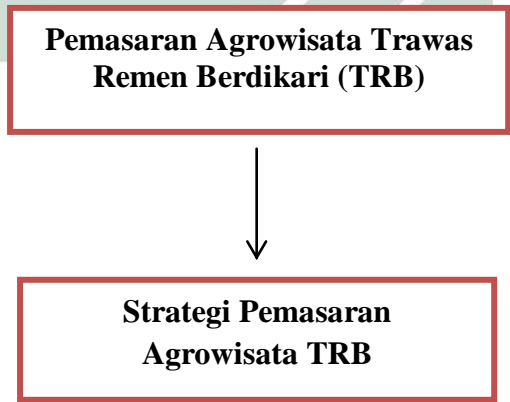 Pemasaran Agrowisata Trawas
Remen Berdikari (TRB)
Strategi Pemasaran
Agrowisata TRB